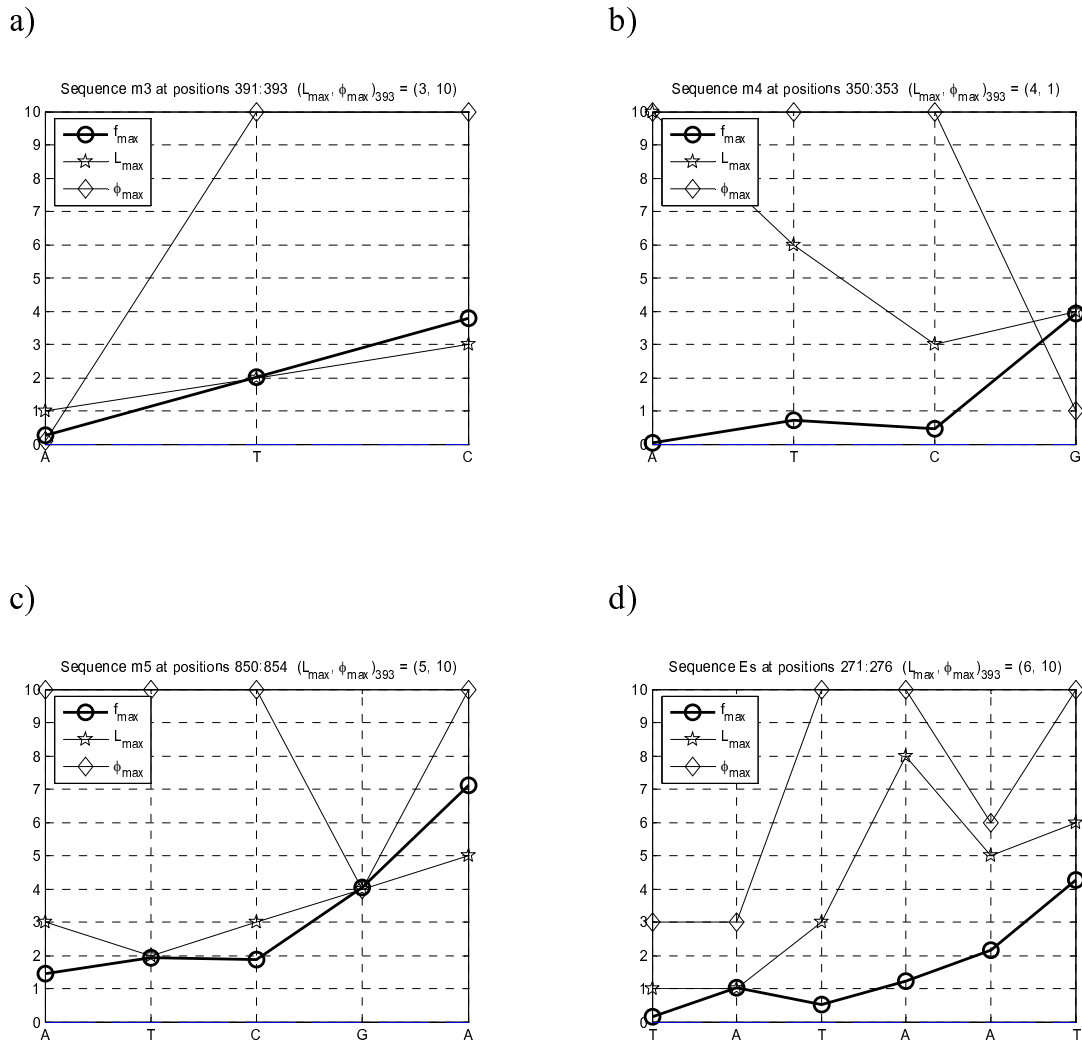 a)
Sequence m3 at positions 391:393 (Lmax, ϕmax)393 = (3, 10)
10
9
8
7
6
5
4
3
2
1
0
fmax
Lmax
ϕmax
A T C
b)
Sequence m4 at positions 350:353 (Lmax, ϕmax)393 = (4, 1)
10
9
8
7
6
5
4
3
2
1
0
fmax
Lmax
ϕmax
A T C G
c)
Sequence m5 at positions 850:854 (Lmax, ϕmax)393 = (5, 10)
10
9
8
7
6
5
4
3
2
1
0
fmax
Lmax
ϕmax
A T C G A
d)
Sequence Es at positions 271:276 (Lmax, ϕmax)393 = (6, 10)
10
9
8
7
6
5
4
3
2
1
0
fmax
Lmax
ϕmax
T A T A A T